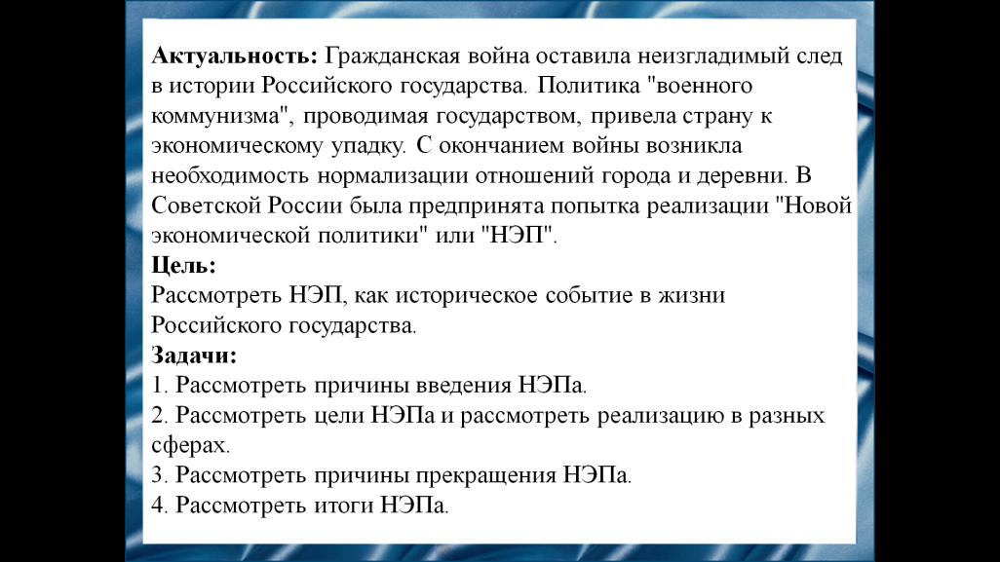 Актуальность: Гражданская война оставила неизгладимый след
в истории Российского государства. Политика "военного
коммунизма", проводимая государством, привела страну к
экономическому упадку. С окончанием войны возникла
необходимость нормализации отношений города и деревни. В
Советской России была предпринята попытка реализации "Новой
экономической политики" или "НЭП".
Цель:
Рассмотреть НЭП, как историческое событие в жизни
Российского государства.
Задачи:
1. Рассмотреть причины введения НЭПа.
2. Рассмотреть цели НЭПа и рассмотреть реализацию в разных
сферах.
3. Рассмотреть причины прекращения НЭПа.
4. Рассмотреть итоги НЭПа.